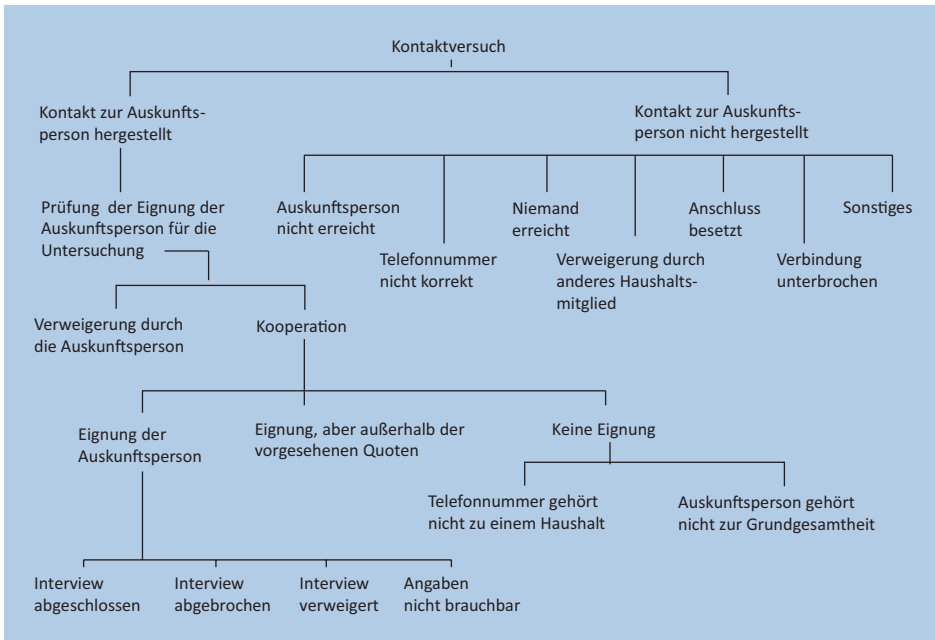 Kontaktversuch
Kontakt zur Auskunfts-
person hergestellt
Kontakt zur Auskunfts-
person nicht hergestellt
Prüfung der Eignung der
Auskunftsperson für die
Untersuchung
Auskunftsperson
nicht erreicht
Telefonnummer
nicht korrekt
Niemand
erreicht
Verweigerung durch
anderes Haushalts-
mitglied
Anschluss
besetzt
Verbindung
unterbrochen
Sonstiges
Verweigerung durch
die Auskunftsperson
Kooperation
Eignung der
Auskunftsperson
Eignung, aber außerhalb der
vorgesehenen Quoten
Keine Eignung
Telefonnummer gehört
nicht zu einem Haushalt
Auskunftsperson gehört
nicht zur Grundgesamtheit
Interview
abgeschlossen
Interview
abgebrochen
Interview
verweigert
Angaben
nicht brauchbar